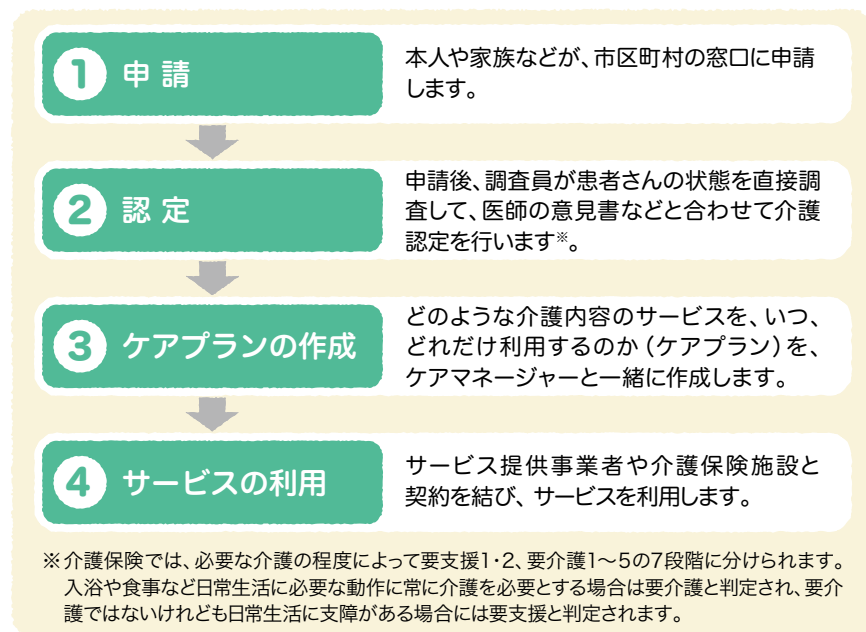 1 申請
本人や家族などが、市区町村の窓口に申請
します。
2 認定
申請後、調査員が患者さんの状態を直接調
査して、医師の意見書などと合わせて介護
認定を行います※。
3 ケアプランの作成
どのような介護内容のサービスを、いつ、
どれだけ利用するのか（ケアプラン）を、
ケアマネージャーと一緒に作成します。
4 サービスの利用
サービス提供事業者や介護保険施設と
契約を結び、サービスを利用します。
※介護保険では、必要な介護の程度によって要支援1・2、要介護1〜5の7段階に分けられます。
入浴や食事など日常生活に必要な動作に常に介護を必要とする場合は要介護と判定され、要介
護ではないけれども日常生活に支障がある場合には要支援と判定されます。